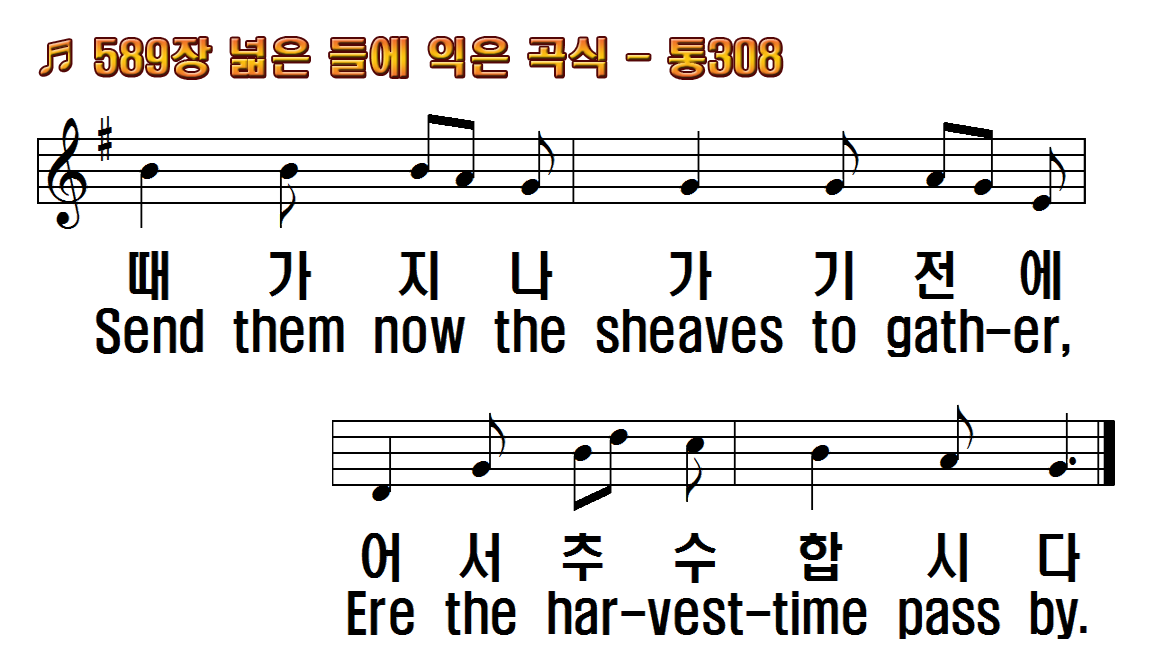 ♬ 589장 넓은 들에 익은 곡식 - 통308
때 가 지 나 가 기 전 에
Send them now the sheaves to gath-er,
어 서 추 수 합 시 다
Ere the har-vest-time pass by.